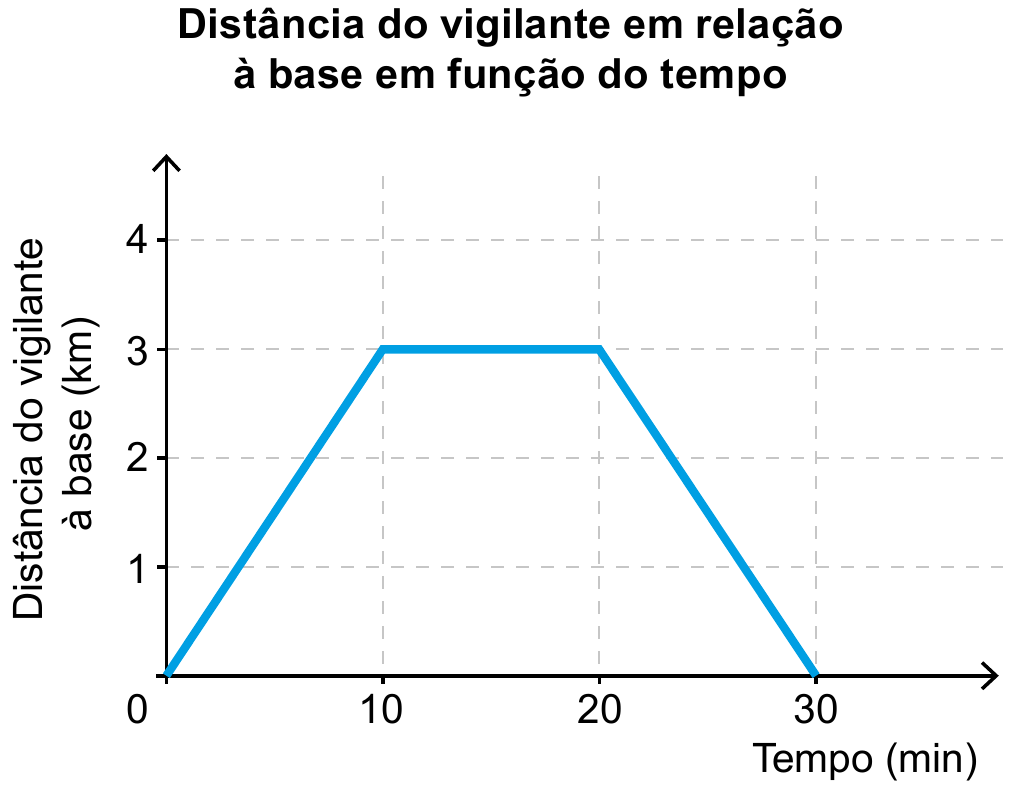 Distância do vigilante em relação
à base em função do tempo
Distância do vigilante
à base (km)
4
3
2
1
0
10
20
30
Tempo (min)